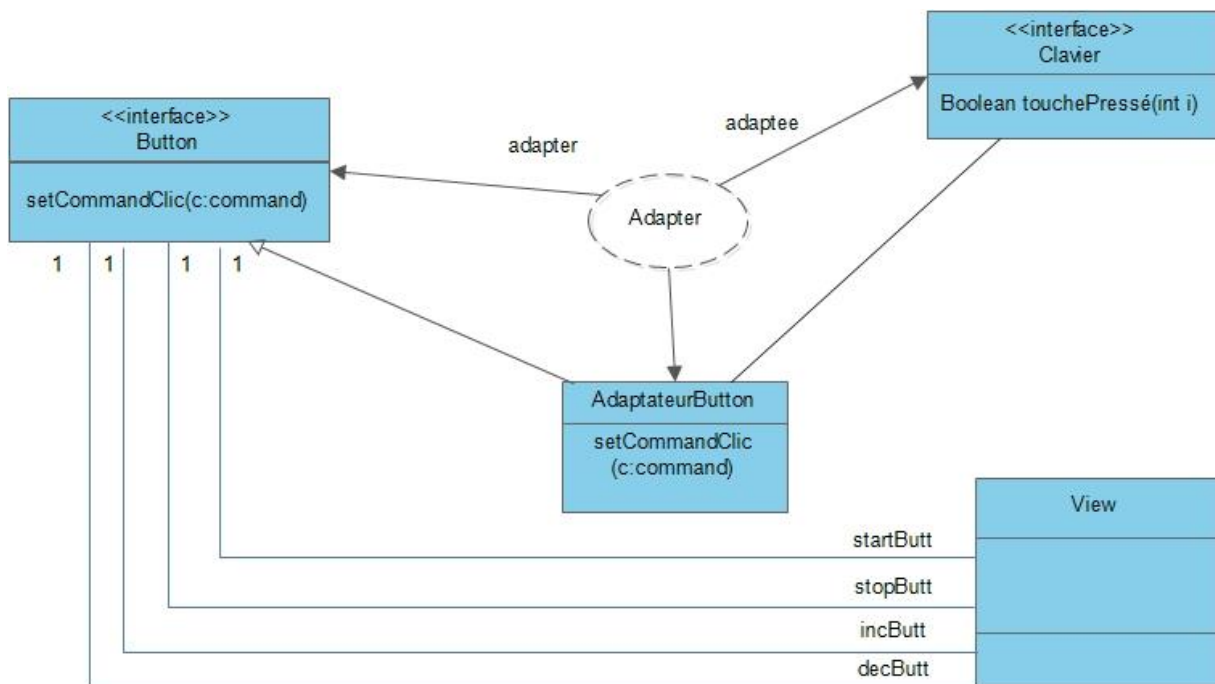 <<interface>>
Clavier
Boolean touchePressé(int i)
<<interface>>
Button
setCommandClic(c:command)
adapter
adaptee
Adapter
1
1
1
1
AdaptateurButton
setCommandClic
(c:command)
View
startButt
stopButt
incButt
decButt